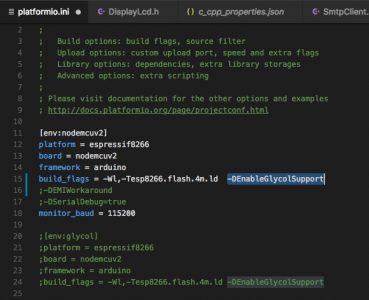 platformio.ini
DisplayLcd.h
c_cpp_properties.json
SmtpClient.
2 ;
3 ; Build options: build flags, source filter
4 ; Upload options: custom upload port, speed and extra flags
5 ; Library options: dependencies, extra library storages
6 ; Advanced options: extra scripting
7 ;
8 ; Please visit documentation for the other options and examples
9 ; http://docs.platformio.org/page/projectconf.html
10
11 [env:nodemcuv2]
12 platform = espressif8266
13 board = nodemcuv2
14 framework = arduino
15 build_flags = -Wl,-Tesp8266.flash.4m.ld -DEnableGlycolSupport
16 ;-DEMIWorkaround
17 ;-DSerialDebug=true
18 monitor_baud = 115200
19
20 ;[env:glycol]
21 ;platform = espressif8266
22 ;board = nodemcuv2
23 ;framework = arduino
24 ;build_flags = -Wl,-Tesp8266.flash.4m.ld -DEnableGlycolSupport
25